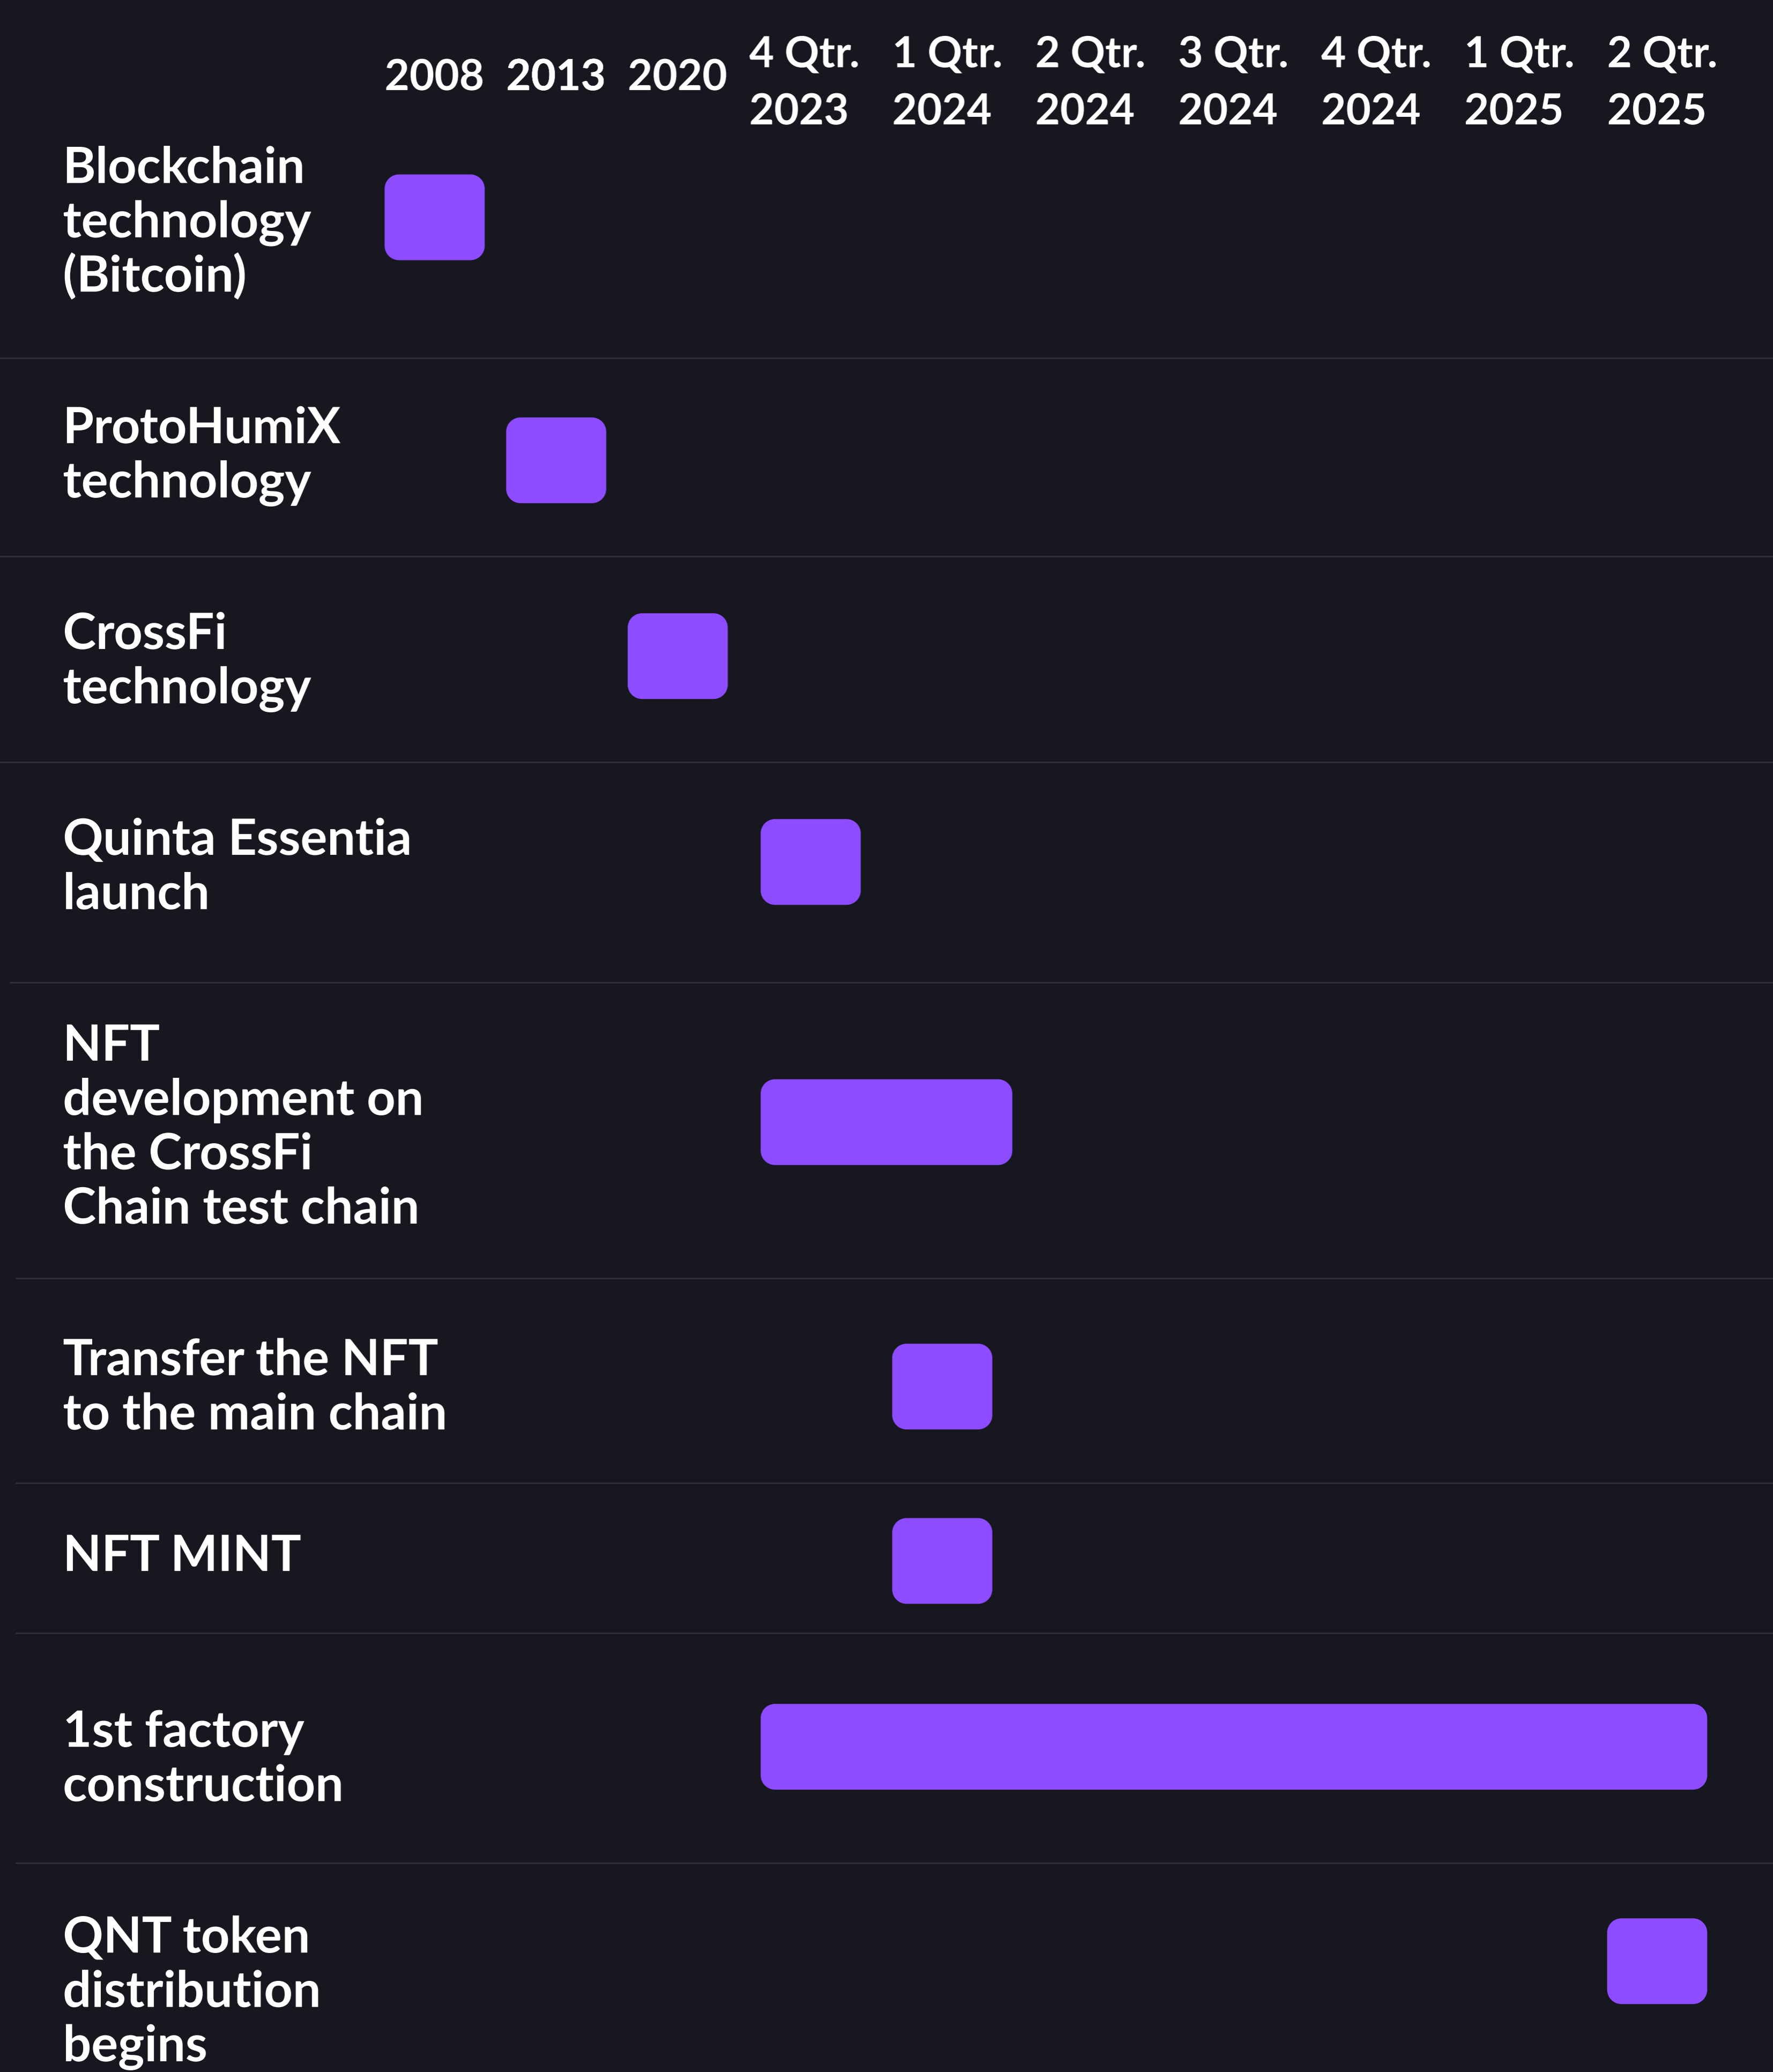 2008 2013 2020 4 Qtr. 1 Qtr. 2 Qtr. 3 Qtr. 4 Qtr. 1 Qtr. 2 Qtr.
2023 2024 2024 2024 2024 2025 2025
Blockchain
technology
(Bitcoin)
ProtoHumiX
technology
CrossFi
technology
Quinta Essentia
launch
NFT
development on
the CrossFi
Chain test chain
Transfer the NFT
to the main chain
NFT MINT
1st factory
construction
QNT token
distribution
begins